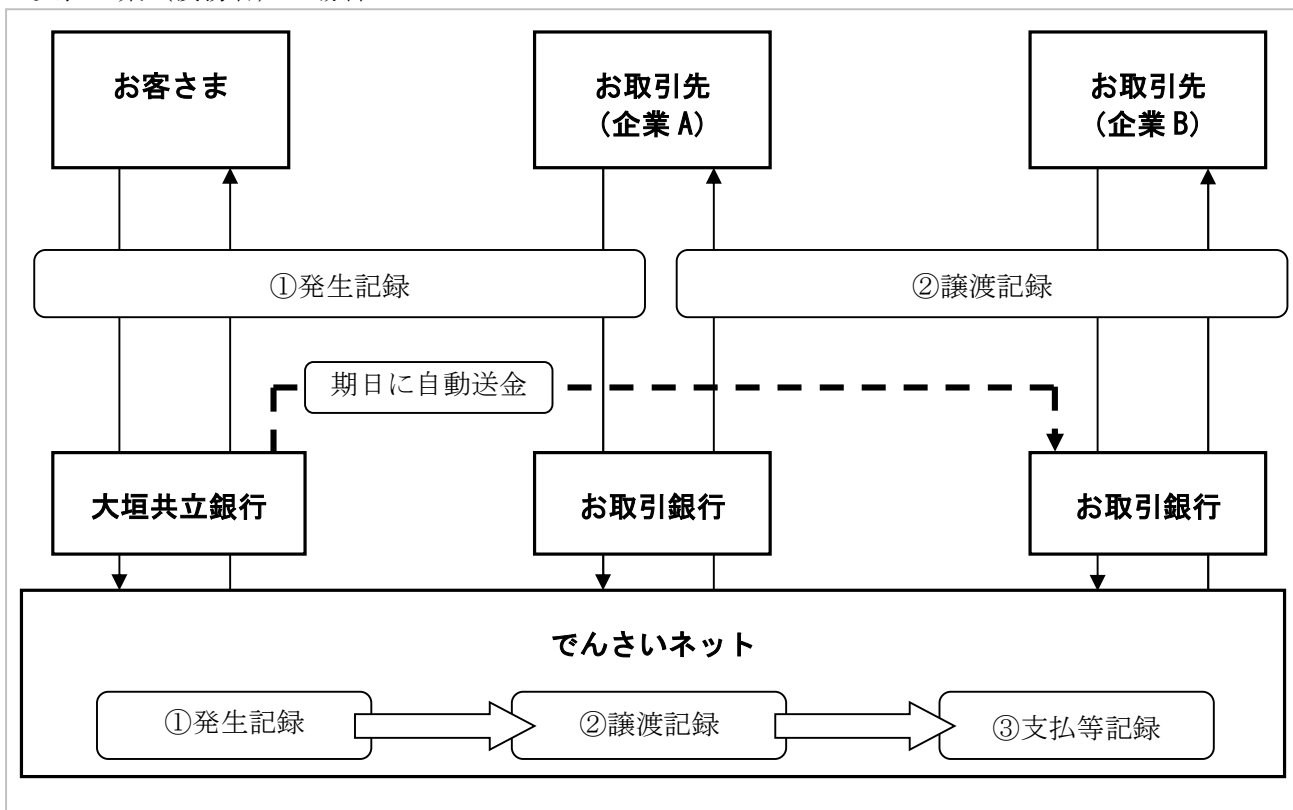 お客さま
お取引先
(企業 A)
お取引先
(企業 B)
①発生記録
②譲渡記録
期日に自動送金
大垣共立銀行
お取引銀行
お取引銀行
でんさいネット
①発生記録
②譲渡記録
③支払等記録